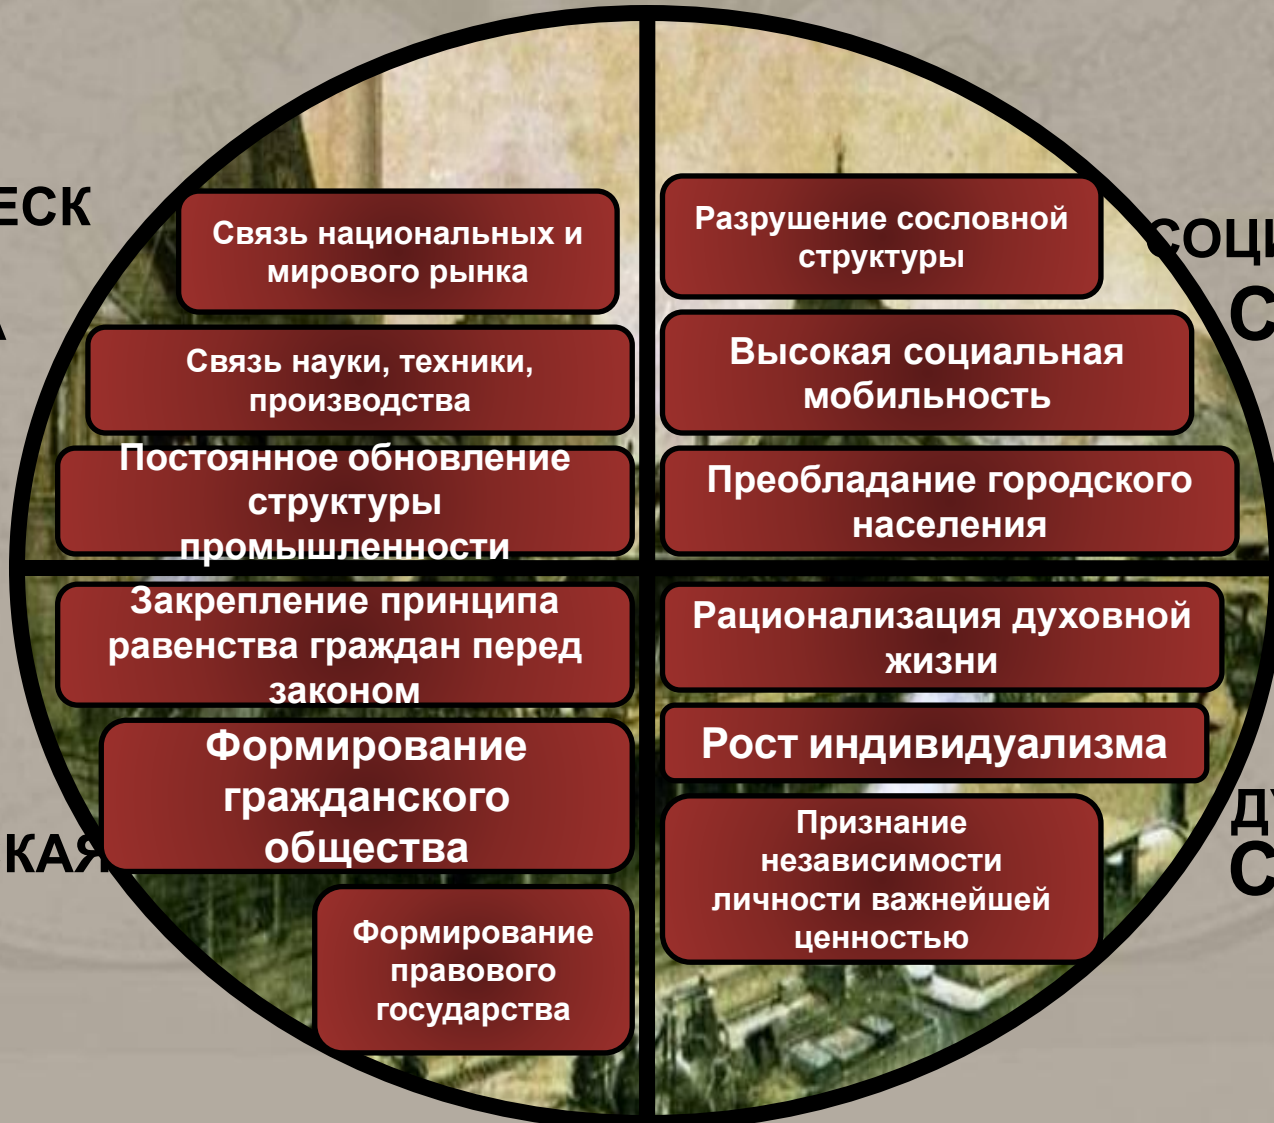 ЕСК
А
Связь национальных и
мирового рынка
Связь науки, техники,
производства
Постоянное обновление
структуры
промышленности
Разрушение сословной
структуры
Высокая социальная
мобильность
Преобладание городского
населения
СОЦИ
С
Закрепление принципа
равенства граждан перед
законом
Формирование
гражданского
общества
КАЯ
Формирование
правового
государства
Рационализация духовной
жизни
Рост индивидуализма
Признание
независимости
личности важнейшей
ценностью
ДУ
С